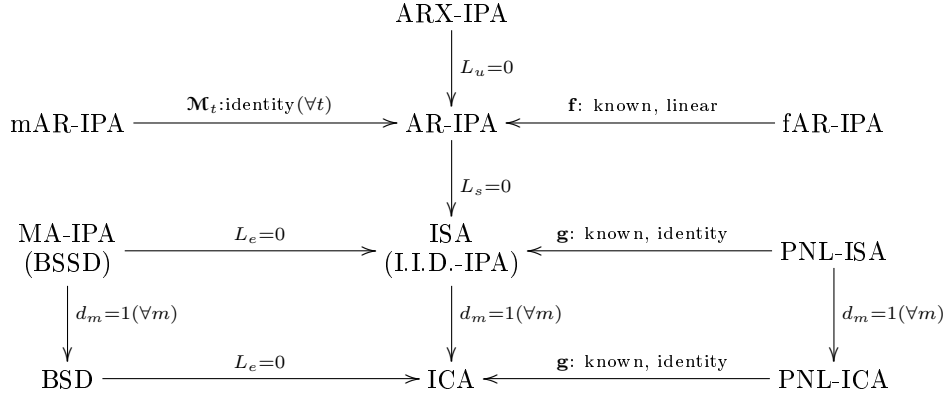 ARX-IPA
L_u=0
𝕸_t:identity(∀t)
f: known, linear
mAR-IPA
AR-IPA
fAR-IPA
L_s=0
MA-IPA
(BSSD)
L_e=0
ISA
(I.I.D.-IPA)
g: known, identity
PNL-ISA
d_m=1(∀m)
d_m=1(∀m)
d_m=1(∀m)
BSD
L_e=0
ICA
g: known, identity
PNL-ICA